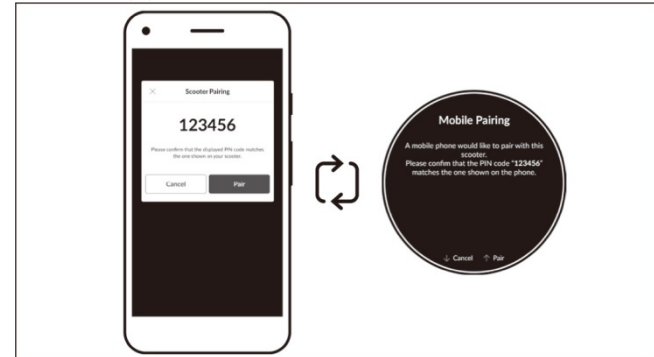 Scooter Pairing
123456
Please confirm that the displayed PIN code matches
the one shown on your scooter.
Cancel
Pair
Mobile Pairing
A mobile phone would like to pair with this
scooter.
Please confim that the PIN code "123456"
matches the one shown on the phone.
↓ Cancel ↑ Pair